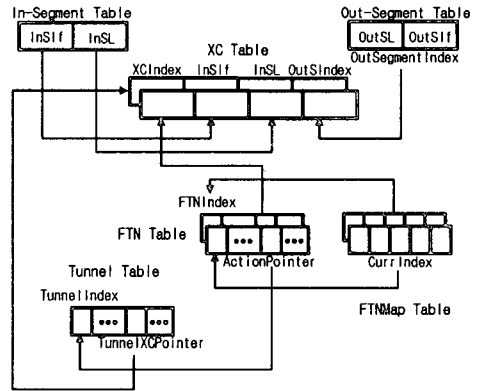 In-Segment Table
Out-Segment Table
InSIf InSL
XC Table
OutSL OutSIf
XCIndex InSIf InSL OutSIndex
OutSegmentIndex
FTNIndex
FTN Table
ActionPointer
CurrIndex
Tunnel Table
TunnelIndex
FTNMap Table
TunnelXCPointer